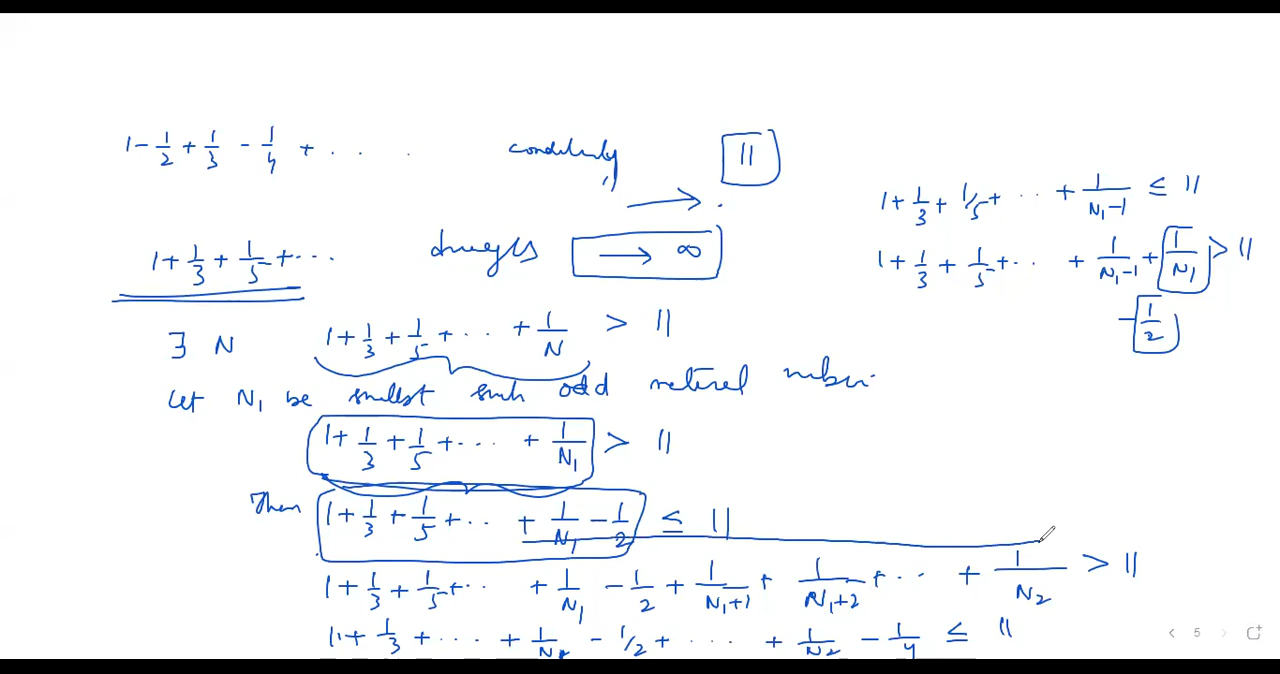 1 - 1/2 + 1/3 - 1/4 + . . . conditionally 11
1 + 1/3 + 1/5 + ... diverges → ∞
1 + 1/3 + 1/5 + ... + 1/(N₁-1) ≤ 11
1 + 1/3 + 1/5 + ... + 1/(N₁-1) + 1/N₁ > 11
- 1/2
∃ N 1 + 1/3 + 1/5 + ... + 1/N > 11
Let N₁ be smallest such odd natural number
1 + 1/3 + 1/5 + ... + 1/N₁ > 11
Then 1 + 1/3 + 1/5 + ... + 1/N₁ - 1/2 ≤ 11
1 + 1/3 + 1/5 + ... + 1/N₁ - 1/2 + 1/(N₁+1) + 1/(N₁+2) + ... + 1/N₂ > 11
1 + 1/3 + ... + 1/N₁ - 1/2 + ... + 1/N₂ - 1/4 ≤ 11
5